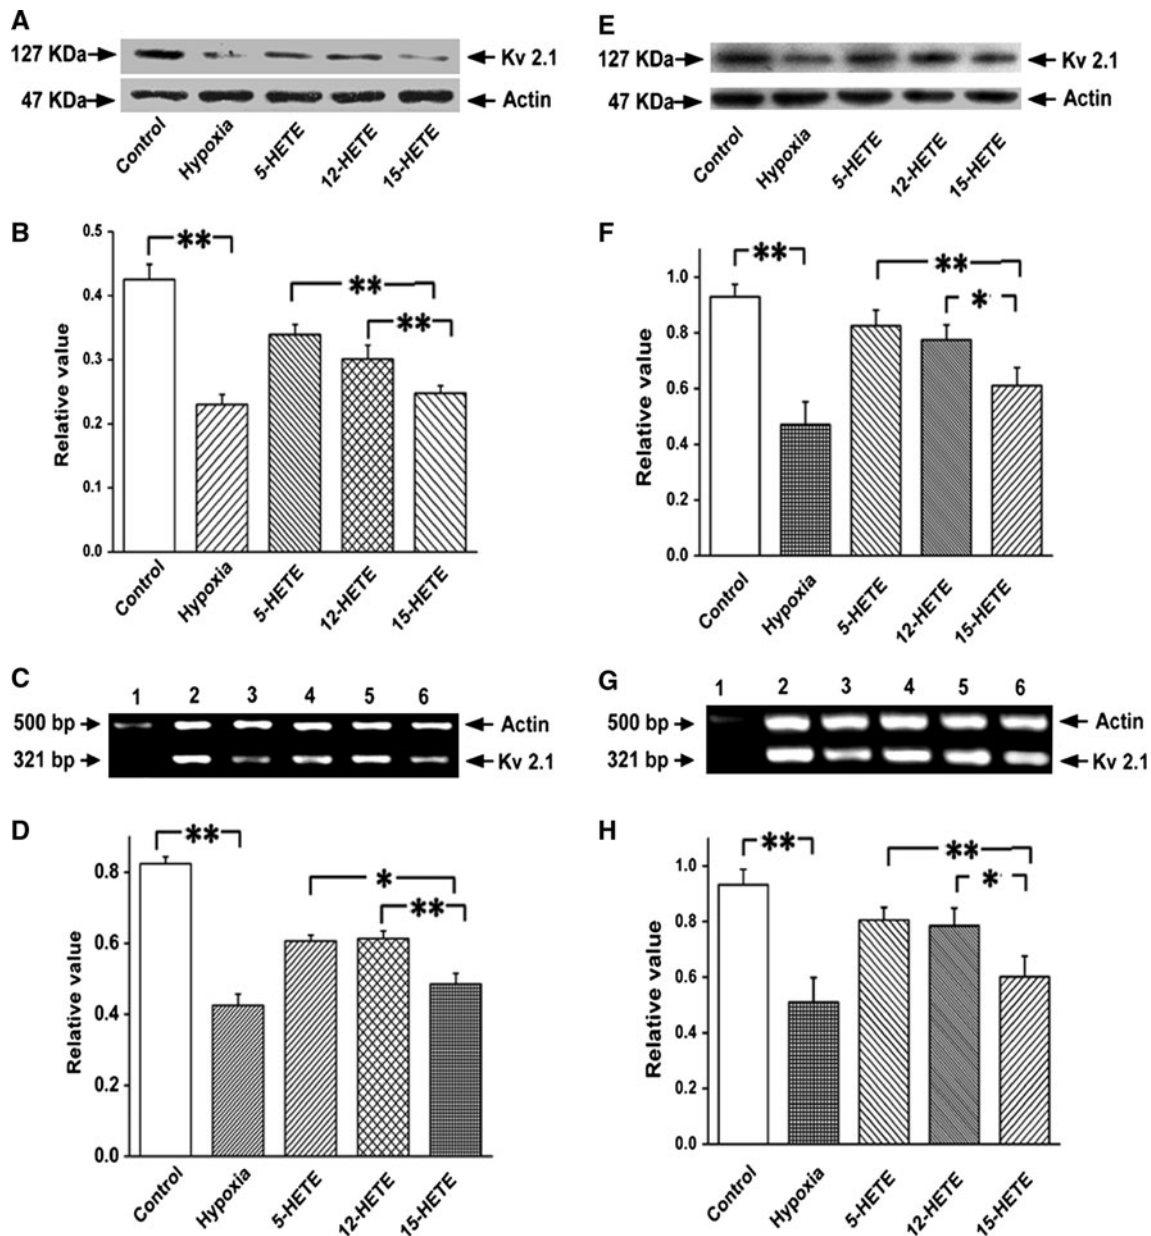 A
127 KDa
Kv 2.1
47 KDa
Actin
Control
Hypoxia
5-HETE
12-HETE
15-HETE
B
Relative value
0.5
0.4
0.3
0.2
0.1
0.0
**
**
**
Control
Hypoxia
5-HETE
12-HETE
15-HETE
C
1 2 3 4 5 6
500 bp
Actin
321 bp
Kv 2.1
D
Relative value
0.8
0.6
0.4
0.2
0.0
**
*
**
Control
Hypoxia
5-HETE
12-HETE
15-HETE
E
127 KDa
Kv 2.1
47 KDa
Actin
Control
Hypoxia
5-HETE
12-HETE
15-HETE
F
Relative value
1.0
0.8
0.6
0.4
0.2
0.0
**
**
*
Control
Hypoxia
5-HETE
12-HETE
15-HETE
G
1 2 3 4 5 6
500 bp
Actin
321 bp
Kv 2.1
H
Relative value
1.0
0.8
0.6
0.4
0.2
0.0
**
**
*
Control
Hypoxia
5-HETE
12-HETE
15-HETE